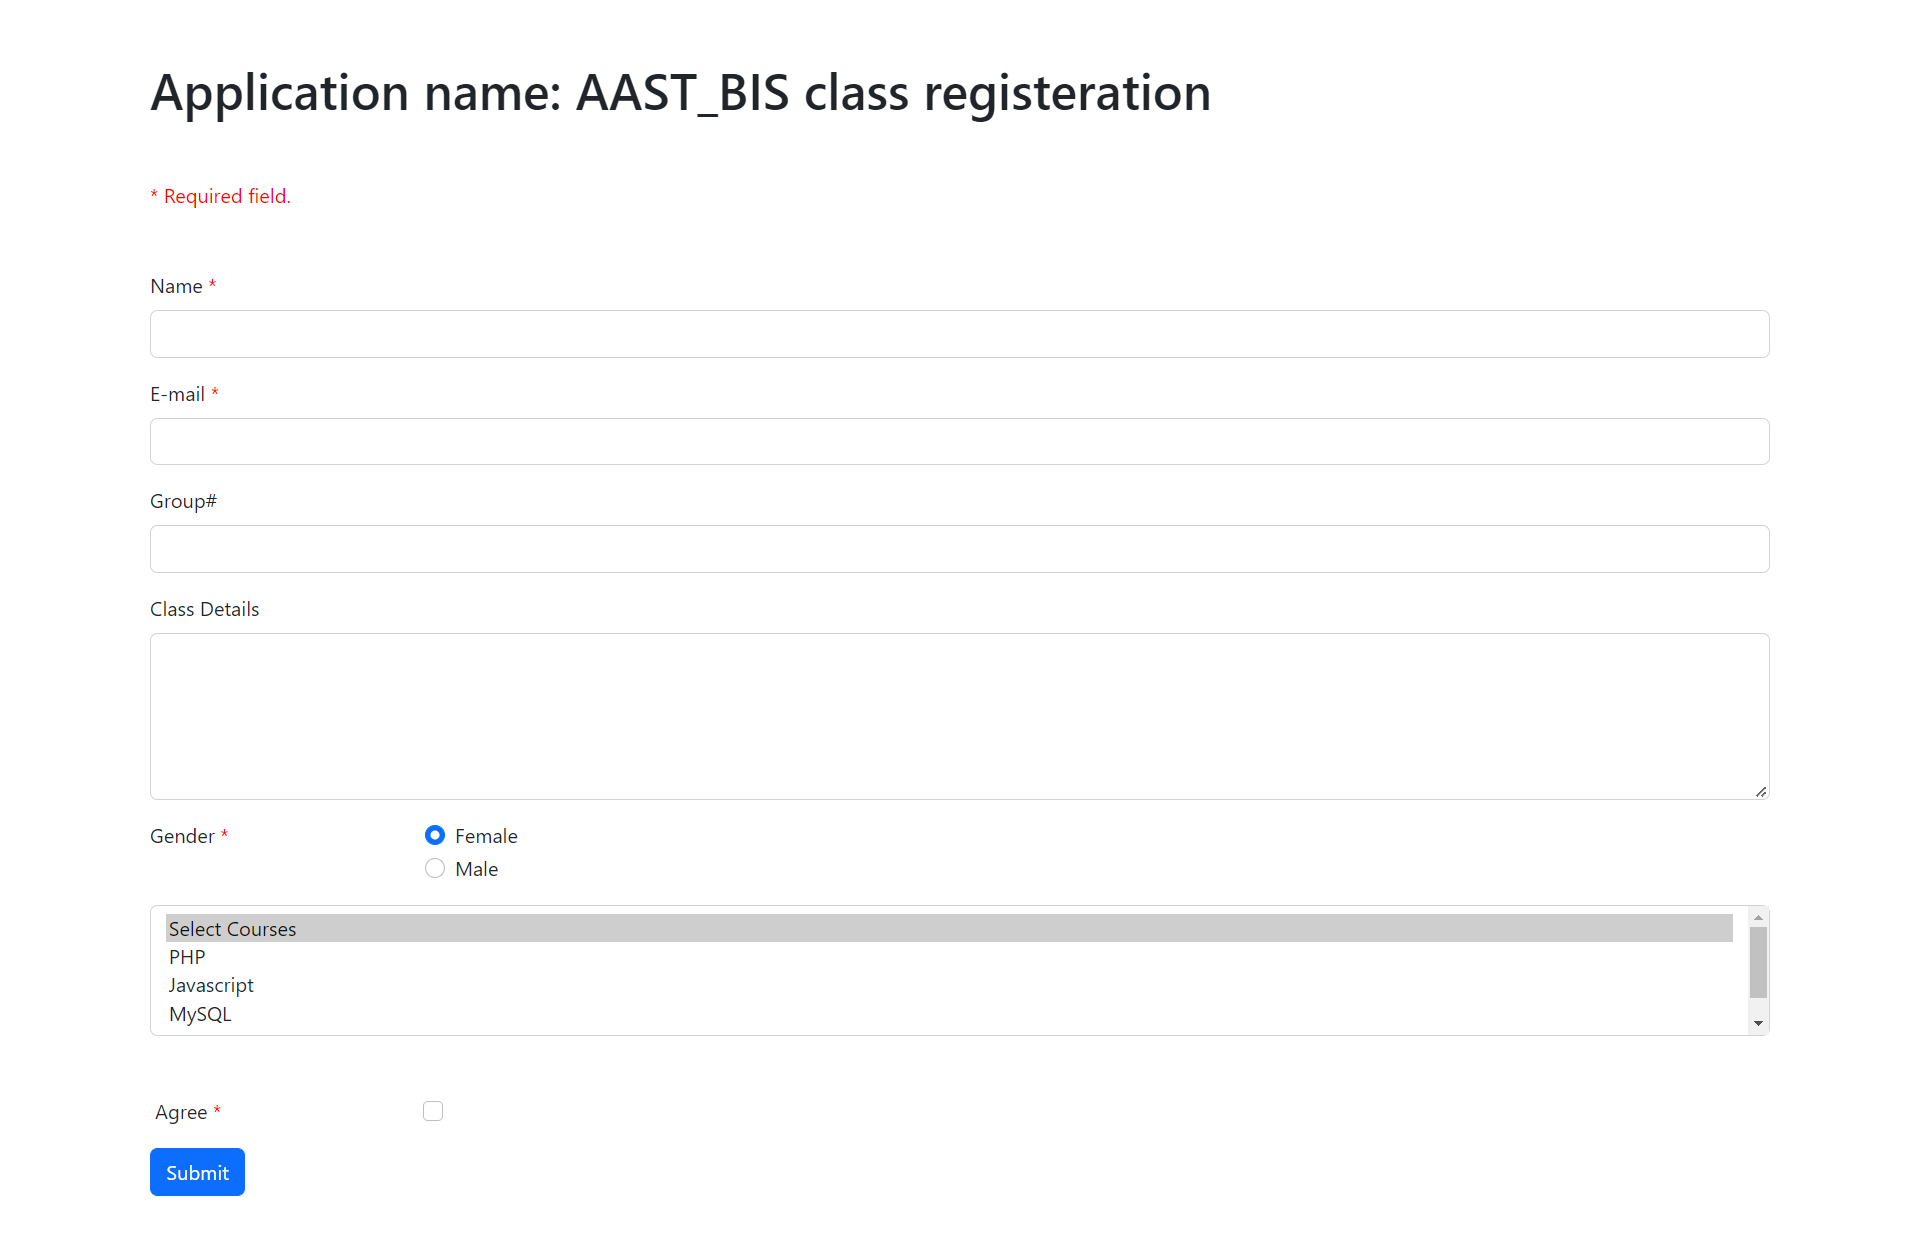 Application name: AAST_BIS class registeration
* Required field.
Name *
E-mail *
Group#
Class Details
Gender *
Female
Male
Select Courses
PHP
Javascript
MySQL
Agree *
Submit